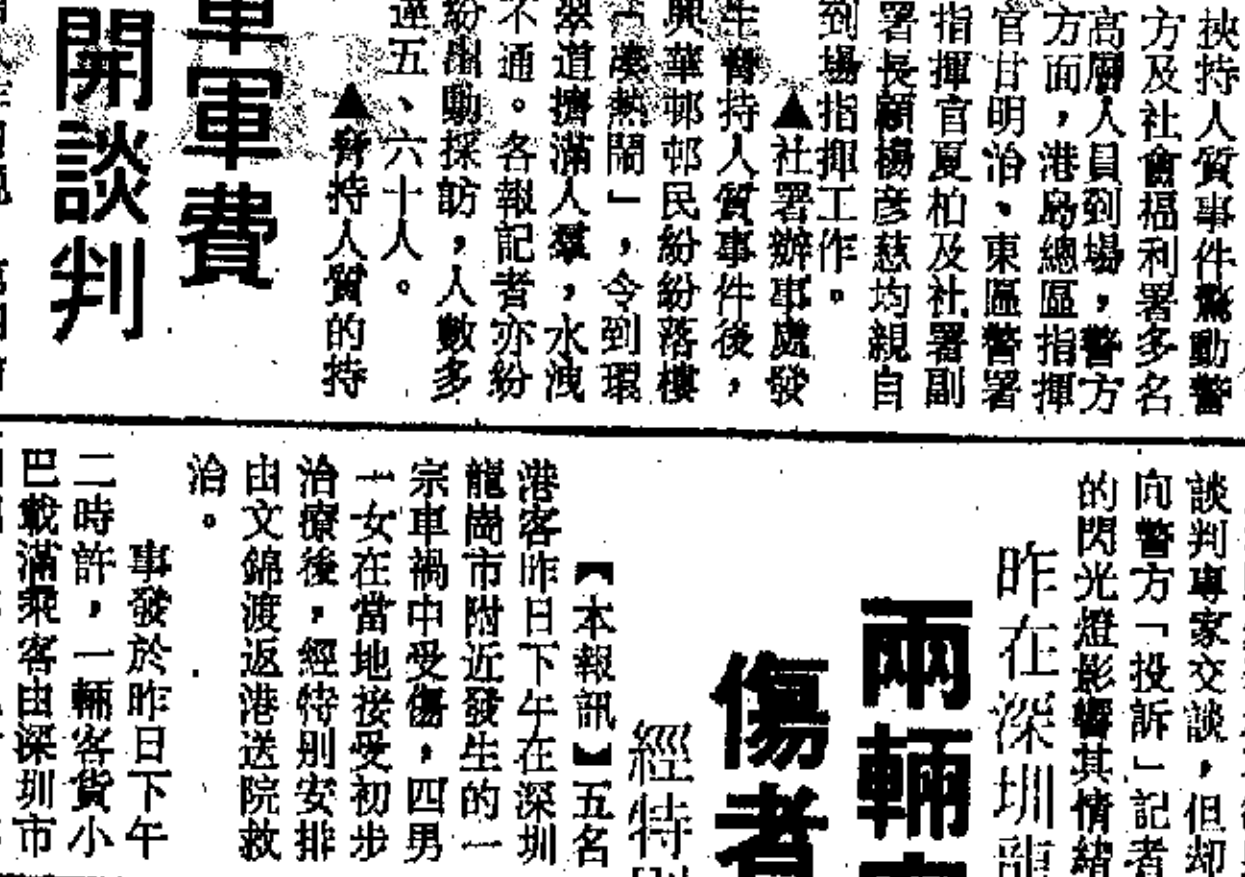 挾持人質事件驚動警
方及社會福利署多名
高層人員到場，警方
方面，港島總區指揮
官甘明治、東區警署
指揮官夏柏及社署副
署長顧楊彥慈均親自
到場指揮工作。
▲社署辦事處發
生脅持人質事件後，
興華邨邨民紛紛落樓
「湊熱鬧」，令到環
翠道擠滿人羣，水洩
不通。各報記者亦紛
紛出動採訪，人數多
達五、六十人。
▲脅持人質的持
軍費
開談判
談判專家交談，但却
向警方「投訴」記者
的閃光燈影響其情緒
昨在深圳龍
兩輛
傷者
經特
【本報訊】五名
港客昨日下午在深圳
龍崗市附近發生的一
宗車禍中受傷，四男
一女在當地接受初步
治療後，經特別安排
由文錦渡返港送院救
治。
事發於昨日下午
二時許，一輛客貨小
巴載滿乘客由深圳市